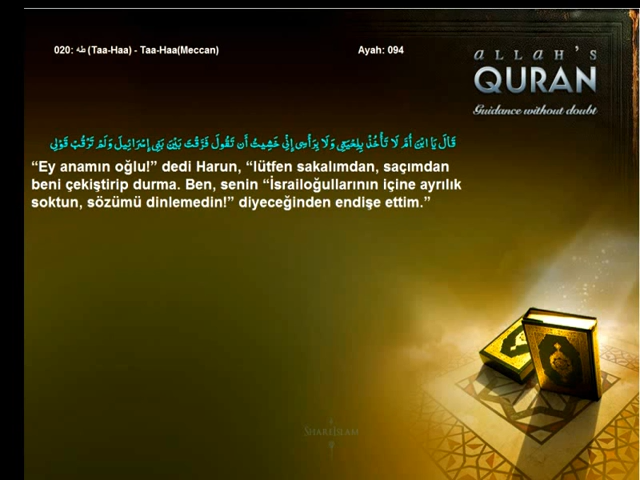 020: طه (Taa-Haa) - Taa-Haa(Meccan) Ayah: 094
ALLAH'S
QURAN
Guidance without doubt
قَالَ يَا ابْنَ أُمَّ لَا تَأْخُذْ بِلِحْيَتِي وَلَا بِرَأْسِي إِنِّي خَشِيتُ أَن تَقُولَ فَرَّقْتَ بَيْنَ بَنِي إِسْرَائِيلَ وَلَمْ تَرْقُبْ قَوْلِي
“Ey anamın oğlu!” dedi Harun, “lütfen sakalımdan, saçımdan
beni çekiştirip durma. Ben, senin “İsrailoğullarının içine ayrılık
soktun, sözümü dinlemedin!” diyeceğinden endişe ettim.”
SHARIISLAM